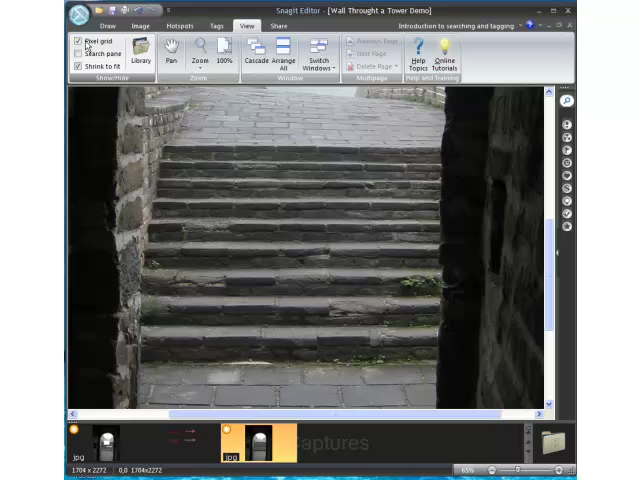 SnagIt Editor - [Wall Throught a Tower Demo]
Draw Image Hotspots Tags View Share Introduction to searching and tagging
Pixel grid
Search pane
Shrink to fit
Library
Pan
Zoom
100%
Cascade
Arrange All
Switch Windows
Previous Page
Next Page
Delete Page
Help Topics
Online Tutorials
Show/Hide Zoom Window Multipage Help and Training
jpg
jpg
aptures
1704 x 2272 0,0 1704x2272 65%